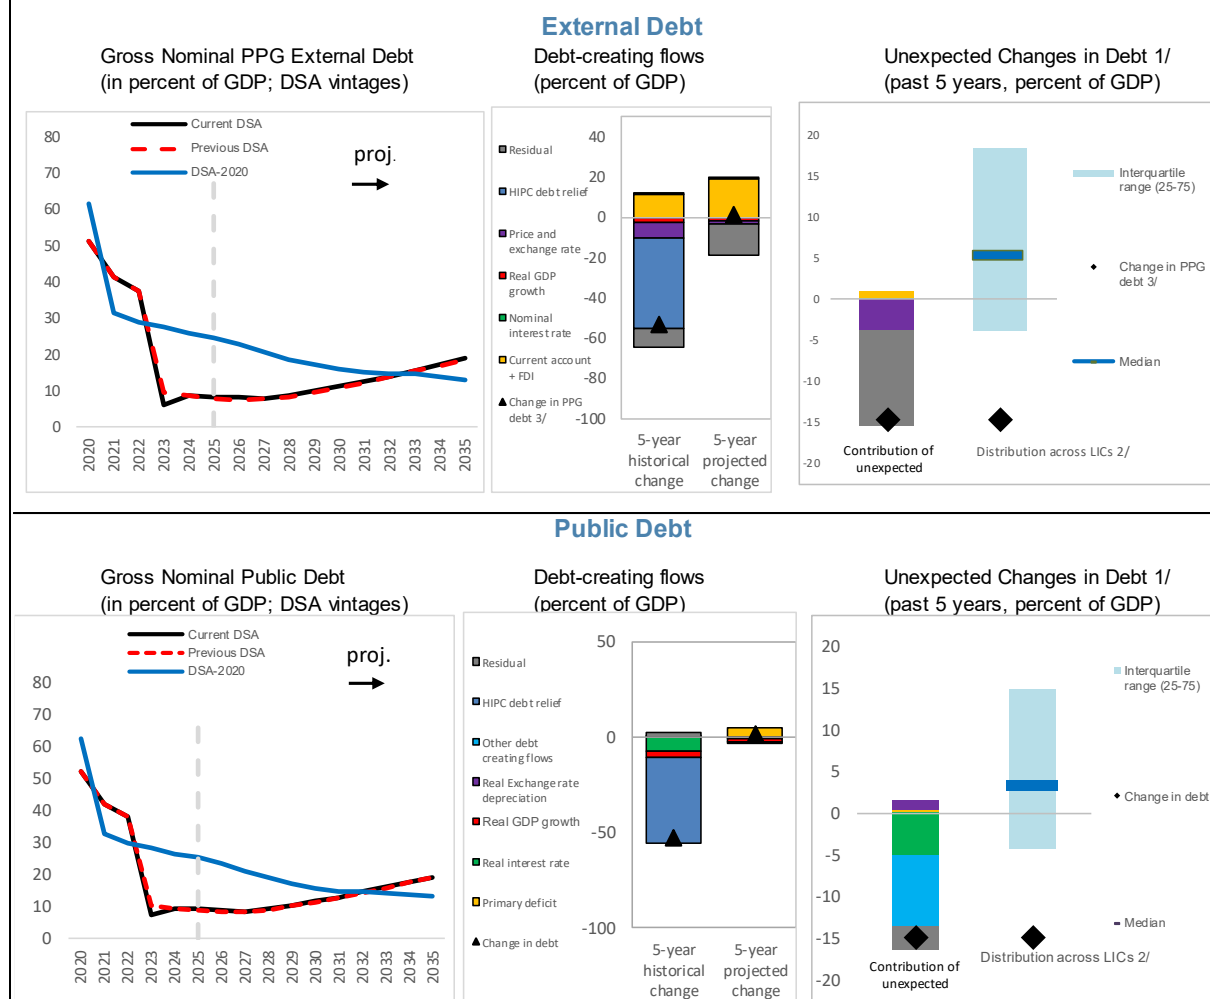 External Debt
Gross Nominal PPG External Debt
(in percent of GDP; DSA vintages)
Current DSA
Previous DSA
DSA-2020
proj.
80
70
60
50
40
30
20
10
0
2020
2021
2022
2023
2024
2025
2026
2027
2028
2029
2030
2031
2032
2033
2034
2035
Debt-creating flows
(percent of GDP)
Residual
HIPC debt relief
Price and
exchange rate
Real GDP
growth
Nominal
interest rate
Current account
+ FDI
Change in PPG
debt 3/
40
20
0
-20
-40
-60
-80
-100
5-year
historical
change
5-year
projected
change
Unexpected Changes in Debt 1/
(past 5 years, percent of GDP)
20
15
10
5
0
-5
-10
-15
-20
Interquartile
range (25-75)
Change in PPG
debt 3/
Median
Contribution of
unexpected
Distribution across LICs 2/
Public Debt
Gross Nominal Public Debt
(in percent of GDP; DSA vintages)
Current DSA
Previous DSA
DSA-2020
proj.
80
70
60
50
40
30
20
10
0
2020
2021
2022
2023
2024
2025
2026
2027
2028
2029
2030
2031
2032
2033
2034
2035
Debt-creating flows
(percent of GDP)
Residual
HIPC debt relief
Other debt
creating flows
Real Exchange rate
depreciation
Real GDP growth
Real interest rate
Primary deficit
Change in debt
50
0
-50
-100
5-year
historical
change
5-year
projected
change
Unexpected Changes in Debt 1/
(past 5 years, percent of GDP)
20
15
10
5
0
-5
-10
-15
-20
Interquartile
range (25-75)
Change in debt
Median
Contribution of
unexpected
Distribution across LICs 2/